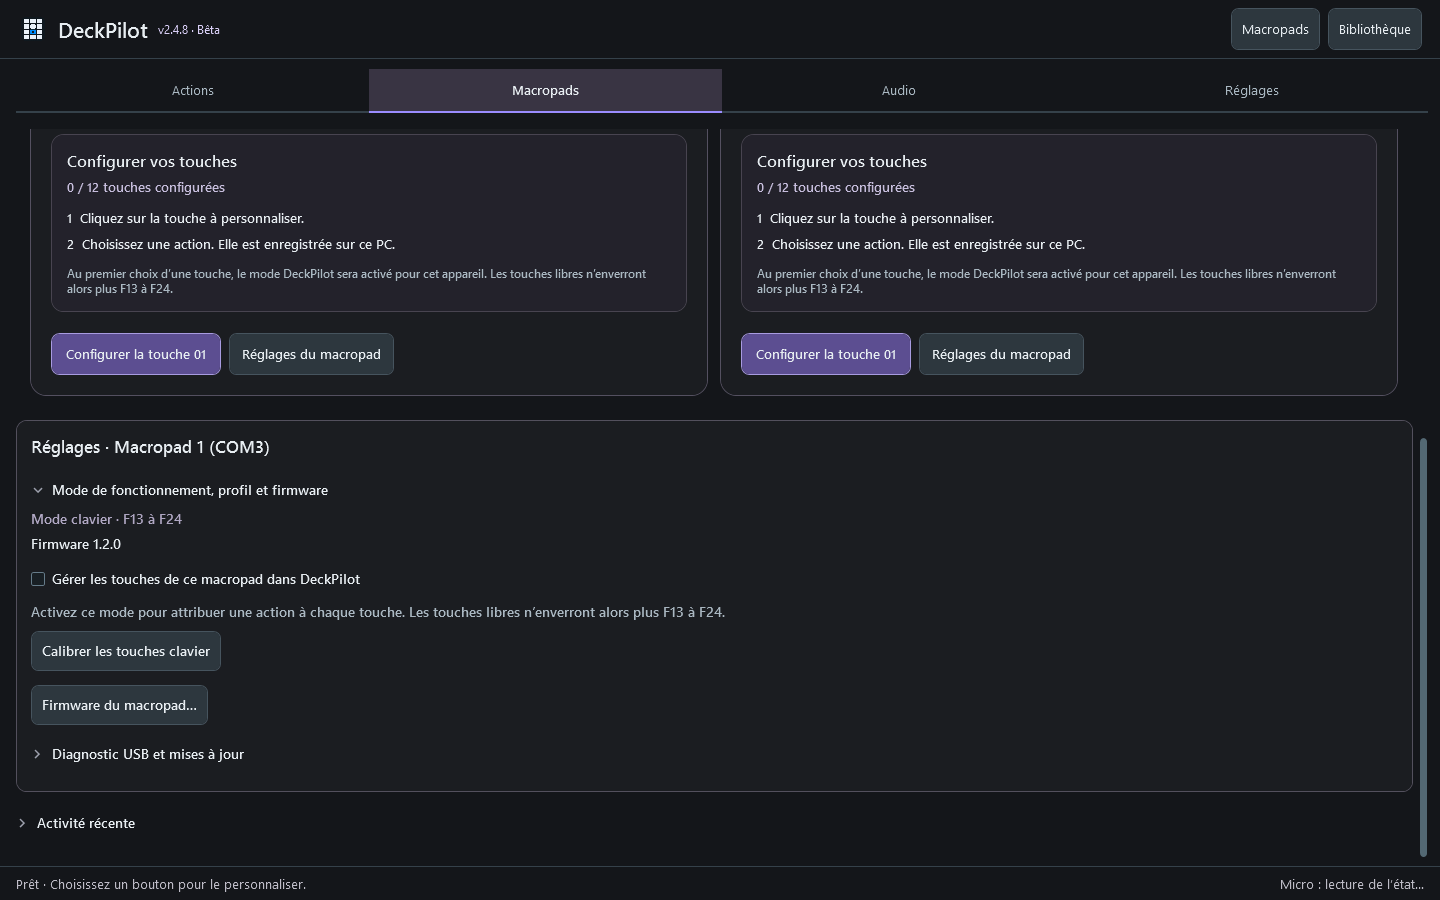 DeckPilot v2.4.8 · Bêta
Macropads
Bibliothèque
Actions
Macropads
Audio
Réglages
Configurer vos touches
0 / 12 touches configurées
1 Cliquez sur la touche à personnaliser.
2 Choisissez une action. Elle est enregistrée sur ce PC.
Au premier choix d’une touche, le mode DeckPilot sera activé pour cet appareil. Les touches libres n’enverront
alors plus F13 à F24.
Configurer la touche 01
Réglages du macropad
Configurer vos touches
0 / 12 touches configurées
1 Cliquez sur la touche à personnaliser.
2 Choisissez une action. Elle est enregistrée sur ce PC.
Au premier choix d’une touche, le mode DeckPilot sera activé pour cet appareil. Les touches libres n’enverront
alors plus F13 à F24.
Configurer la touche 01
Réglages du macropad
Réglages · Macropad 1 (COM3)
Mode de fonctionnement, profil et firmware
Mode clavier · F13 à F24
Firmware 1.2.0
Gérer les touches de ce macropad dans DeckPilot
Activez ce mode pour attribuer une action à chaque touche. Les touches libres n’enverront alors plus F13 à F24.
Calibrer les touches clavier
Firmware du macropad...
Diagnostic USB et mises à jour
Activité récente
Prêt · Choisissez un bouton pour le personnaliser.
Micro : lecture de l’état...